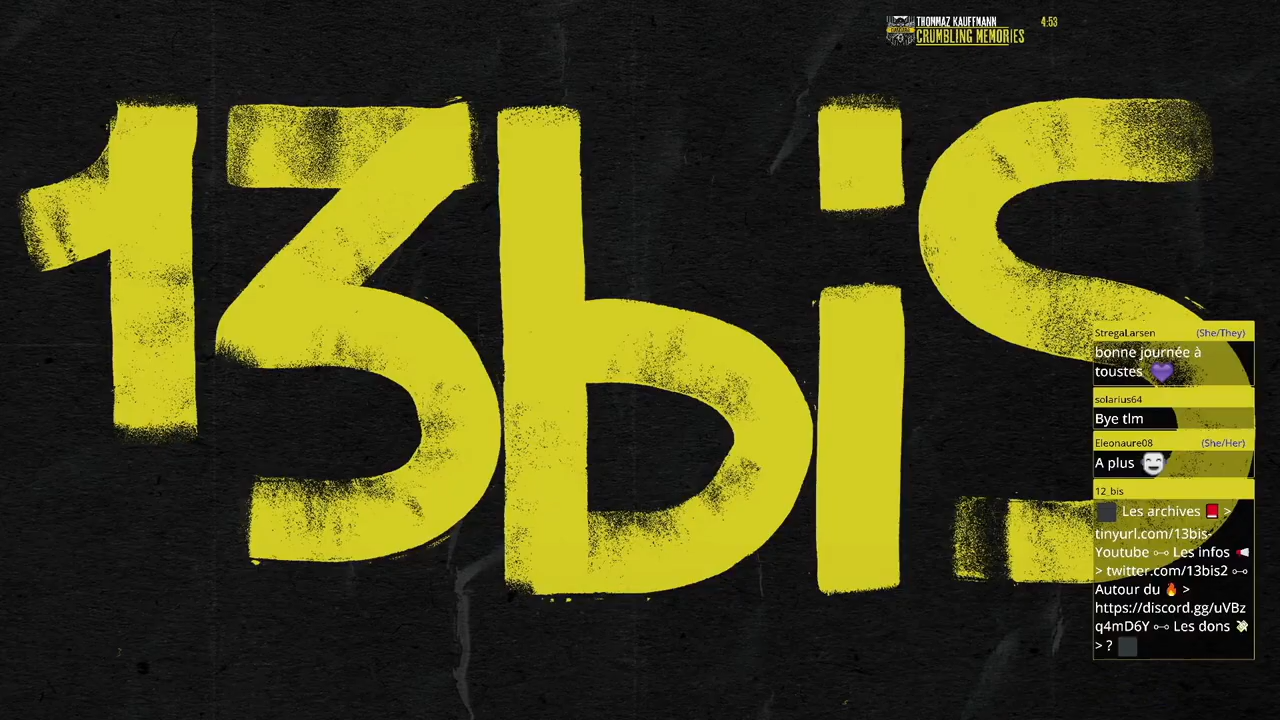 THOMMAZ KAUFFMANN
4:53
CRUMBLING MEMORIES
13bis
StregaLarsen (She/They)
bonne journée à
toustes 💜
solarius64
Bye tlm
Eleonaure08 (She/Her)
A plus
12_bis
Les archives 📕 >
tinyurl.com/13bis-
Youtube ⧟ Les infos 📢
> twitter.com/13bis2 ⧟
Autour du 🔥 >
https://discord.gg/uVBz
q4mD6Y ⧟ Les dons 💸
> ?